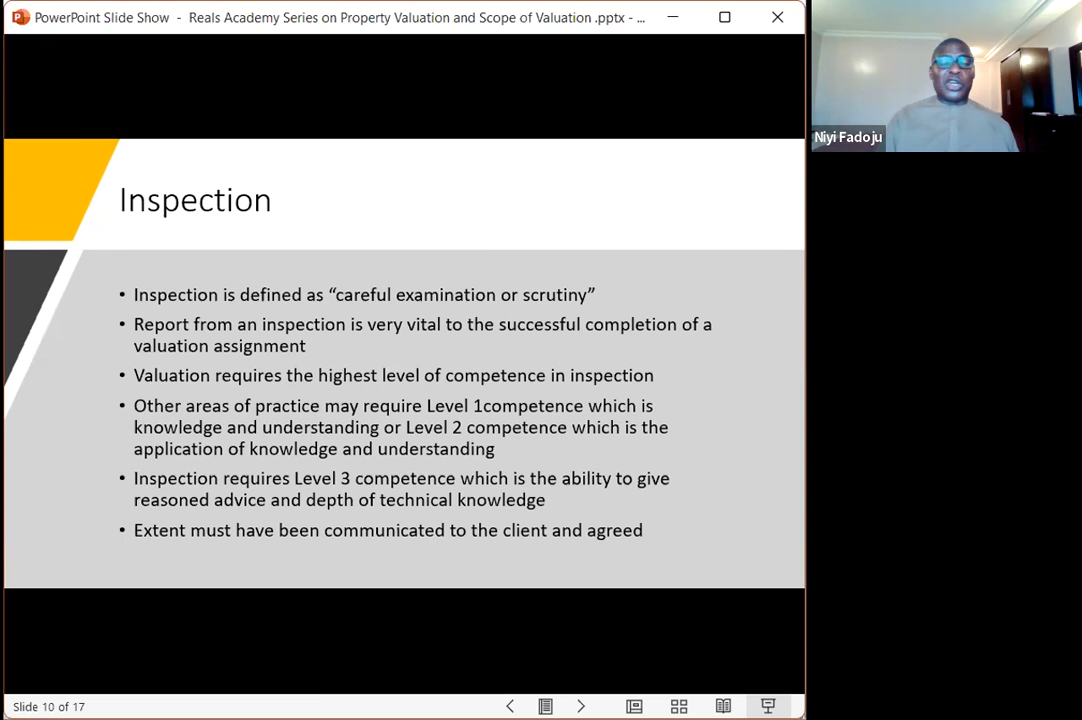 PowerPoint Slide Show - Reals Academy Series on Property Valuation and Scope of Valuation .pptx - ...
Niyi Fadoju
Inspection
• Inspection is defined as “careful examination or scrutiny”
• Report from an inspection is very vital to the successful completion of a
valuation assignment
• Valuation requires the highest level of competence in inspection
• Other areas of practice may require Level 1competence which is
knowledge and understanding or Level 2 competence which is the
application of knowledge and understanding
• Inspection requires Level 3 competence which is the ability to give
reasoned advice and depth of technical knowledge
• Extent must have been communicated to the client and agreed
Slide 10 of 17